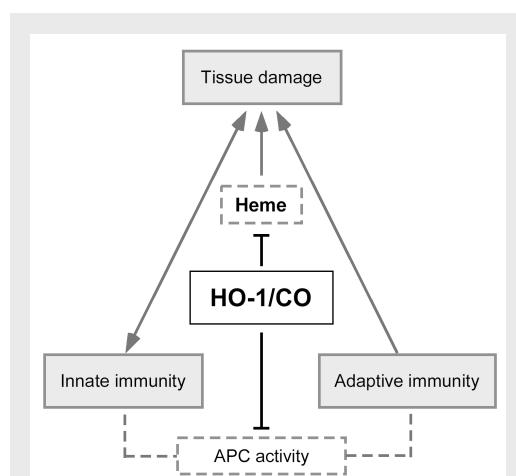 Tissue damage
Heme
HO-1/CO
Innate immunity
Adaptive immunity
APC activity